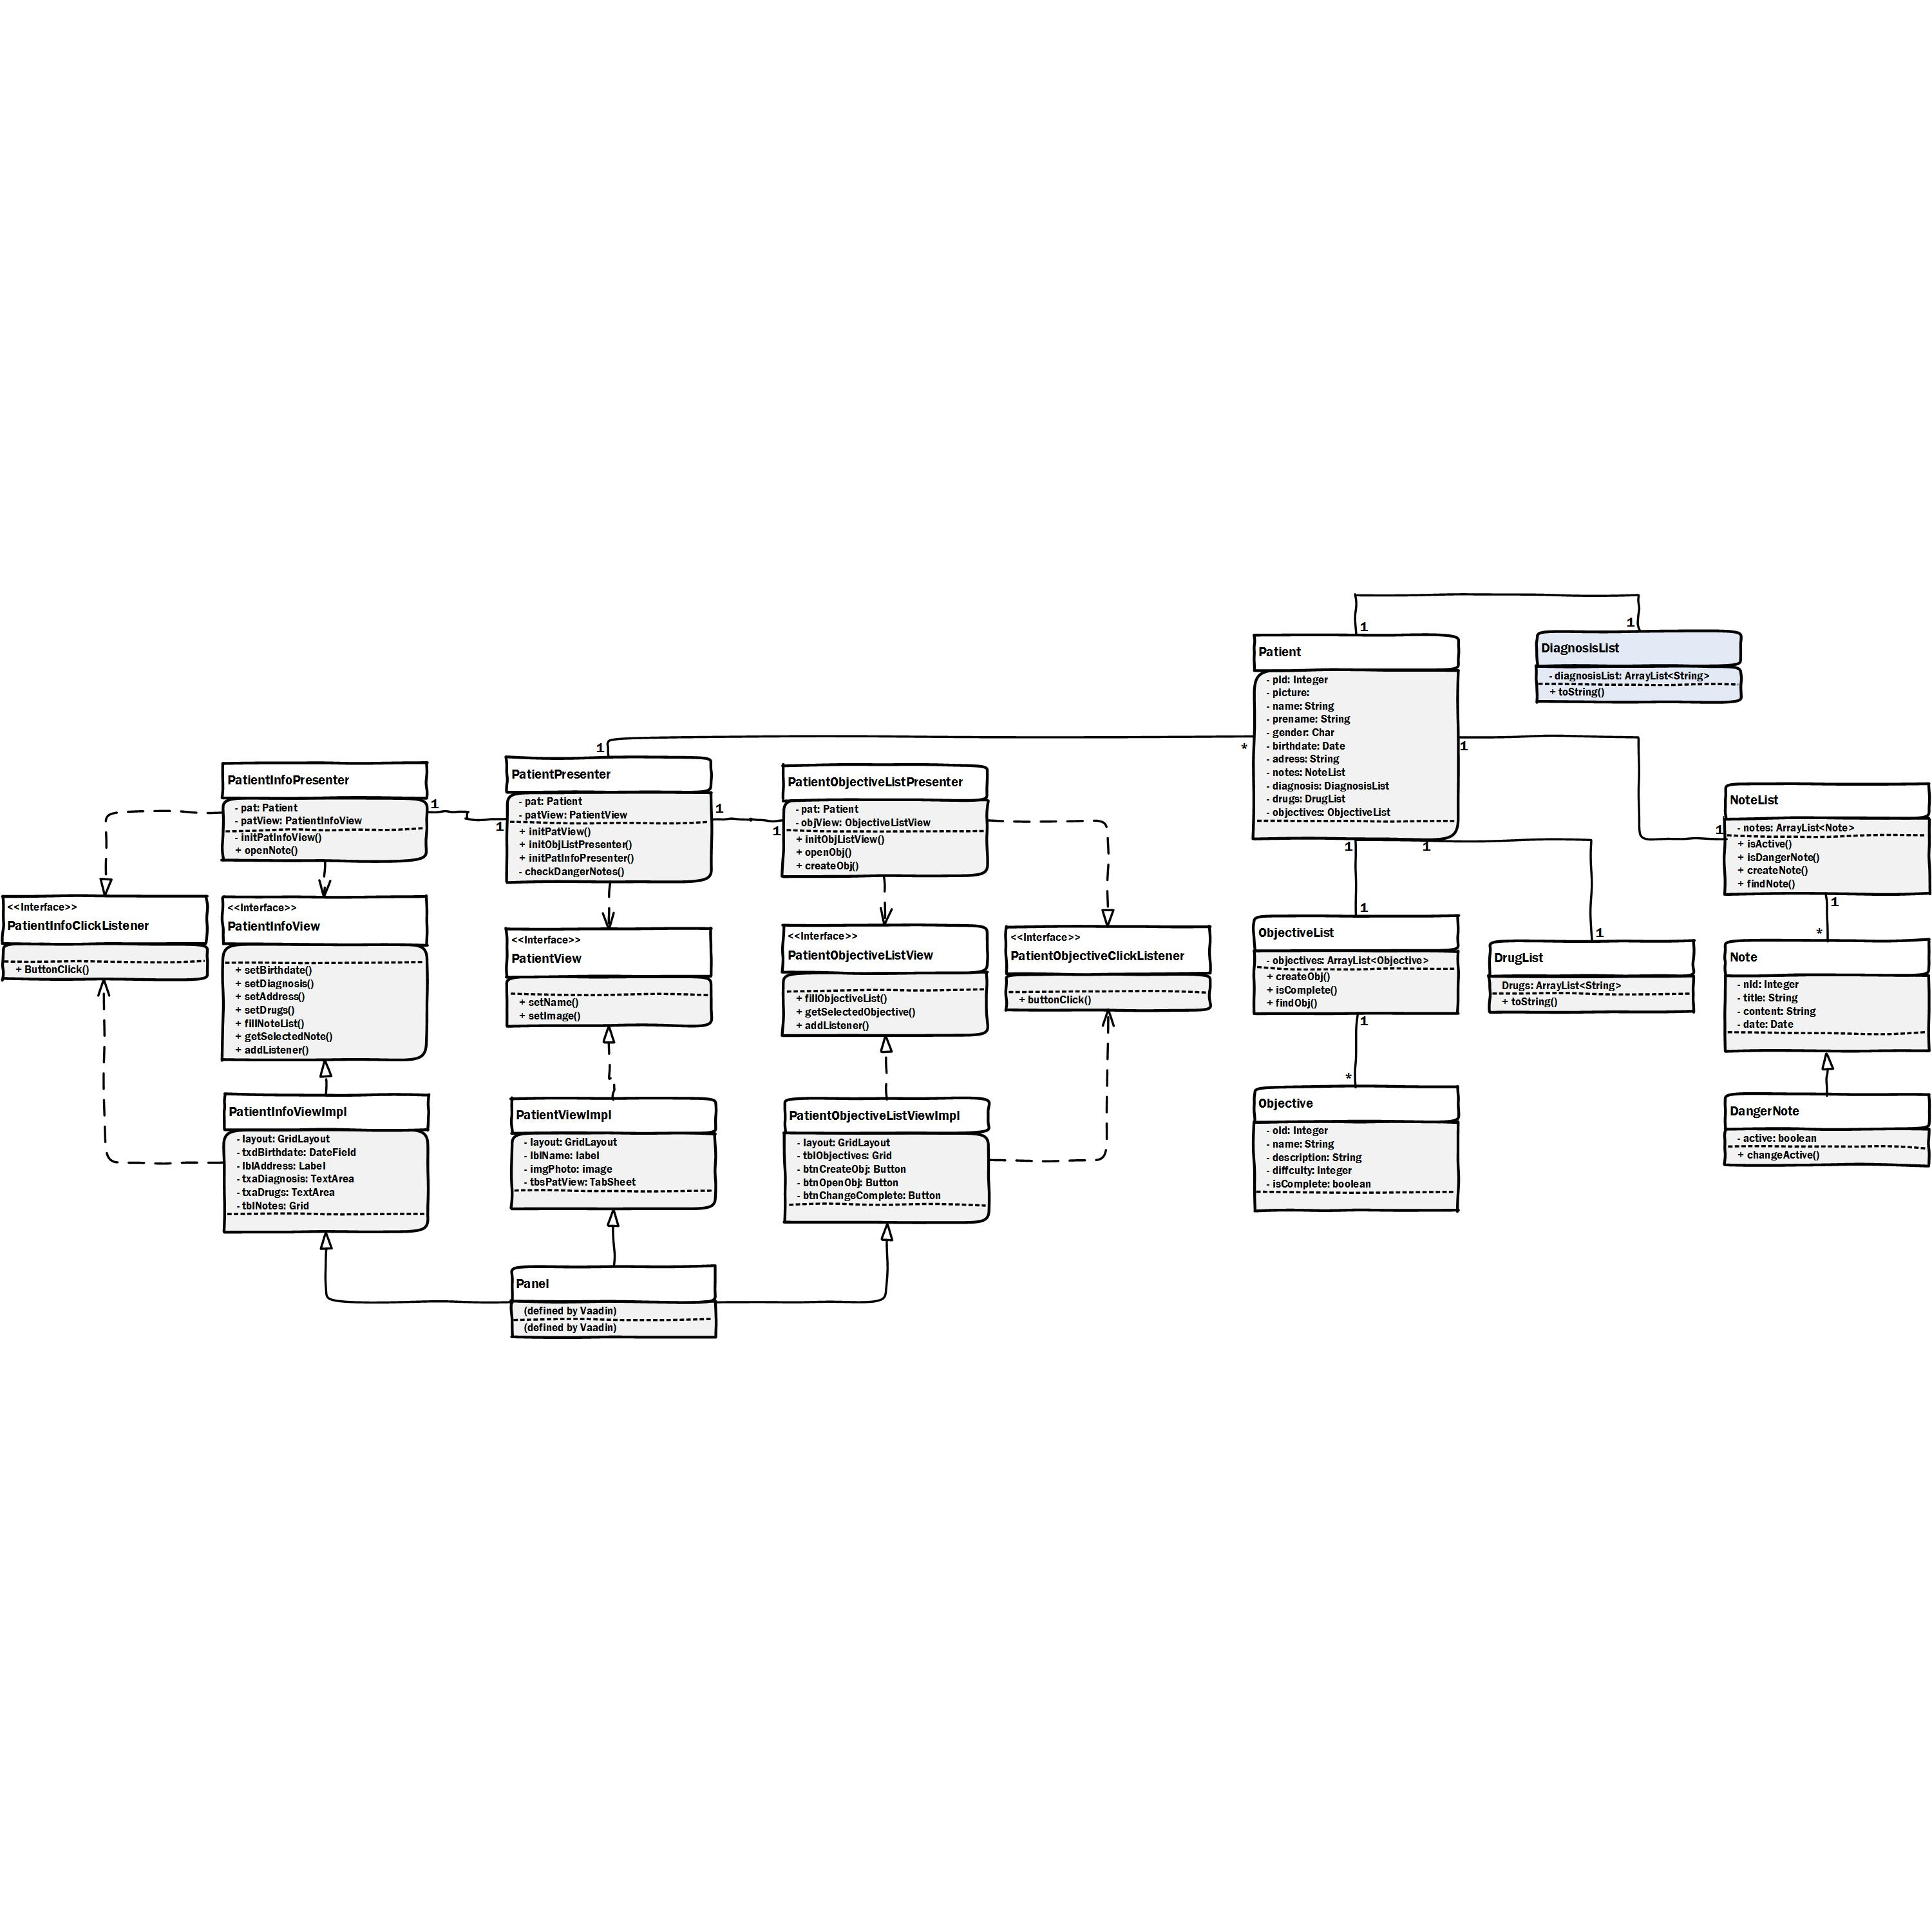 1
1
Patient
- pId: Integer
- picture:
- name: String
- prename: String
- gender: Char
- birthdate: Date
- adress: String
- notes: NoteList
- diagnosis: DiagnosisList
- drugs: DrugList
- objectives: ObjectiveList
DiagnosisList
- diagnosisList: ArrayList<String>
+ toString()
1
*
1
1
PatientInfoPresenter
- pat: Patient
- patView: PatientInfoView
- initPatInfoView()
+ openNote()
1
1
PatientPresenter
- pat: Patient
- patView: PatientView
+ initPatView()
+ initObjListPresenter()
+ initPatInfoPresenter()
- checkDangerNotes()
1
1
PatientObjectiveListPresenter
- pat: Patient
- objView: ObjectiveListView
+ initObjListView()
+ openObj()
+ createObj()
NoteList
- notes: ArrayList<Note>
+ isActive()
+ isDangerNote()
+ createNote()
+ findNote()
1
1
1
*
<<Interface>>
PatientInfoClickListener
+ ButtonClick()
<<Interface>>
PatientInfoView
+ setBirthdate()
+ setDiagnosis()
+ setAddress()
+ setDrugs()
+ fillNoteList()
+ getSelectedNote()
+ addListener()
<<Interface>>
PatientView
+ setName()
+ setImage()
<<Interface>>
PatientObjectiveListView
+ fillObjectiveList()
+ getSelectedObjective()
+ addListener()
<<Interface>>
PatientObjectiveClickListener
+ buttonClick()
1
ObjectiveList
- objectives: ArrayList<Objective>
+ createObj()
+ isComplete()
+ findObj()
1
*
1
DrugList
Drugs: ArrayList<String>
+ toString()
Note
- nId: Integer
- title: String
- content: String
- date: Date
PatientInfoViewImpl
- layout: GridLayout
- txdBirthdate: DateField
- lblAddress: Label
- txaDiagnosis: TextArea
- txaDrugs: TextArea
- tblNotes: Grid
PatientViewImpl
- layout: GridLayout
- lblName: label
- imgPhoto: image
- tbsPatView: TabSheet
PatientObjectiveListViewImpl
- layout: GridLayout
- tblObjectives: Grid
- btnCreateObj: Button
- btnOpenObj: Button
- btnChangeComplete: Button
Objective
- oId: Integer
- name: String
- description: String
- diffculty: Integer
- isComplete: boolean
DangerNote
- active: boolean
+ changeActive()
Panel
(defined by Vaadin)
(defined by Vaadin)